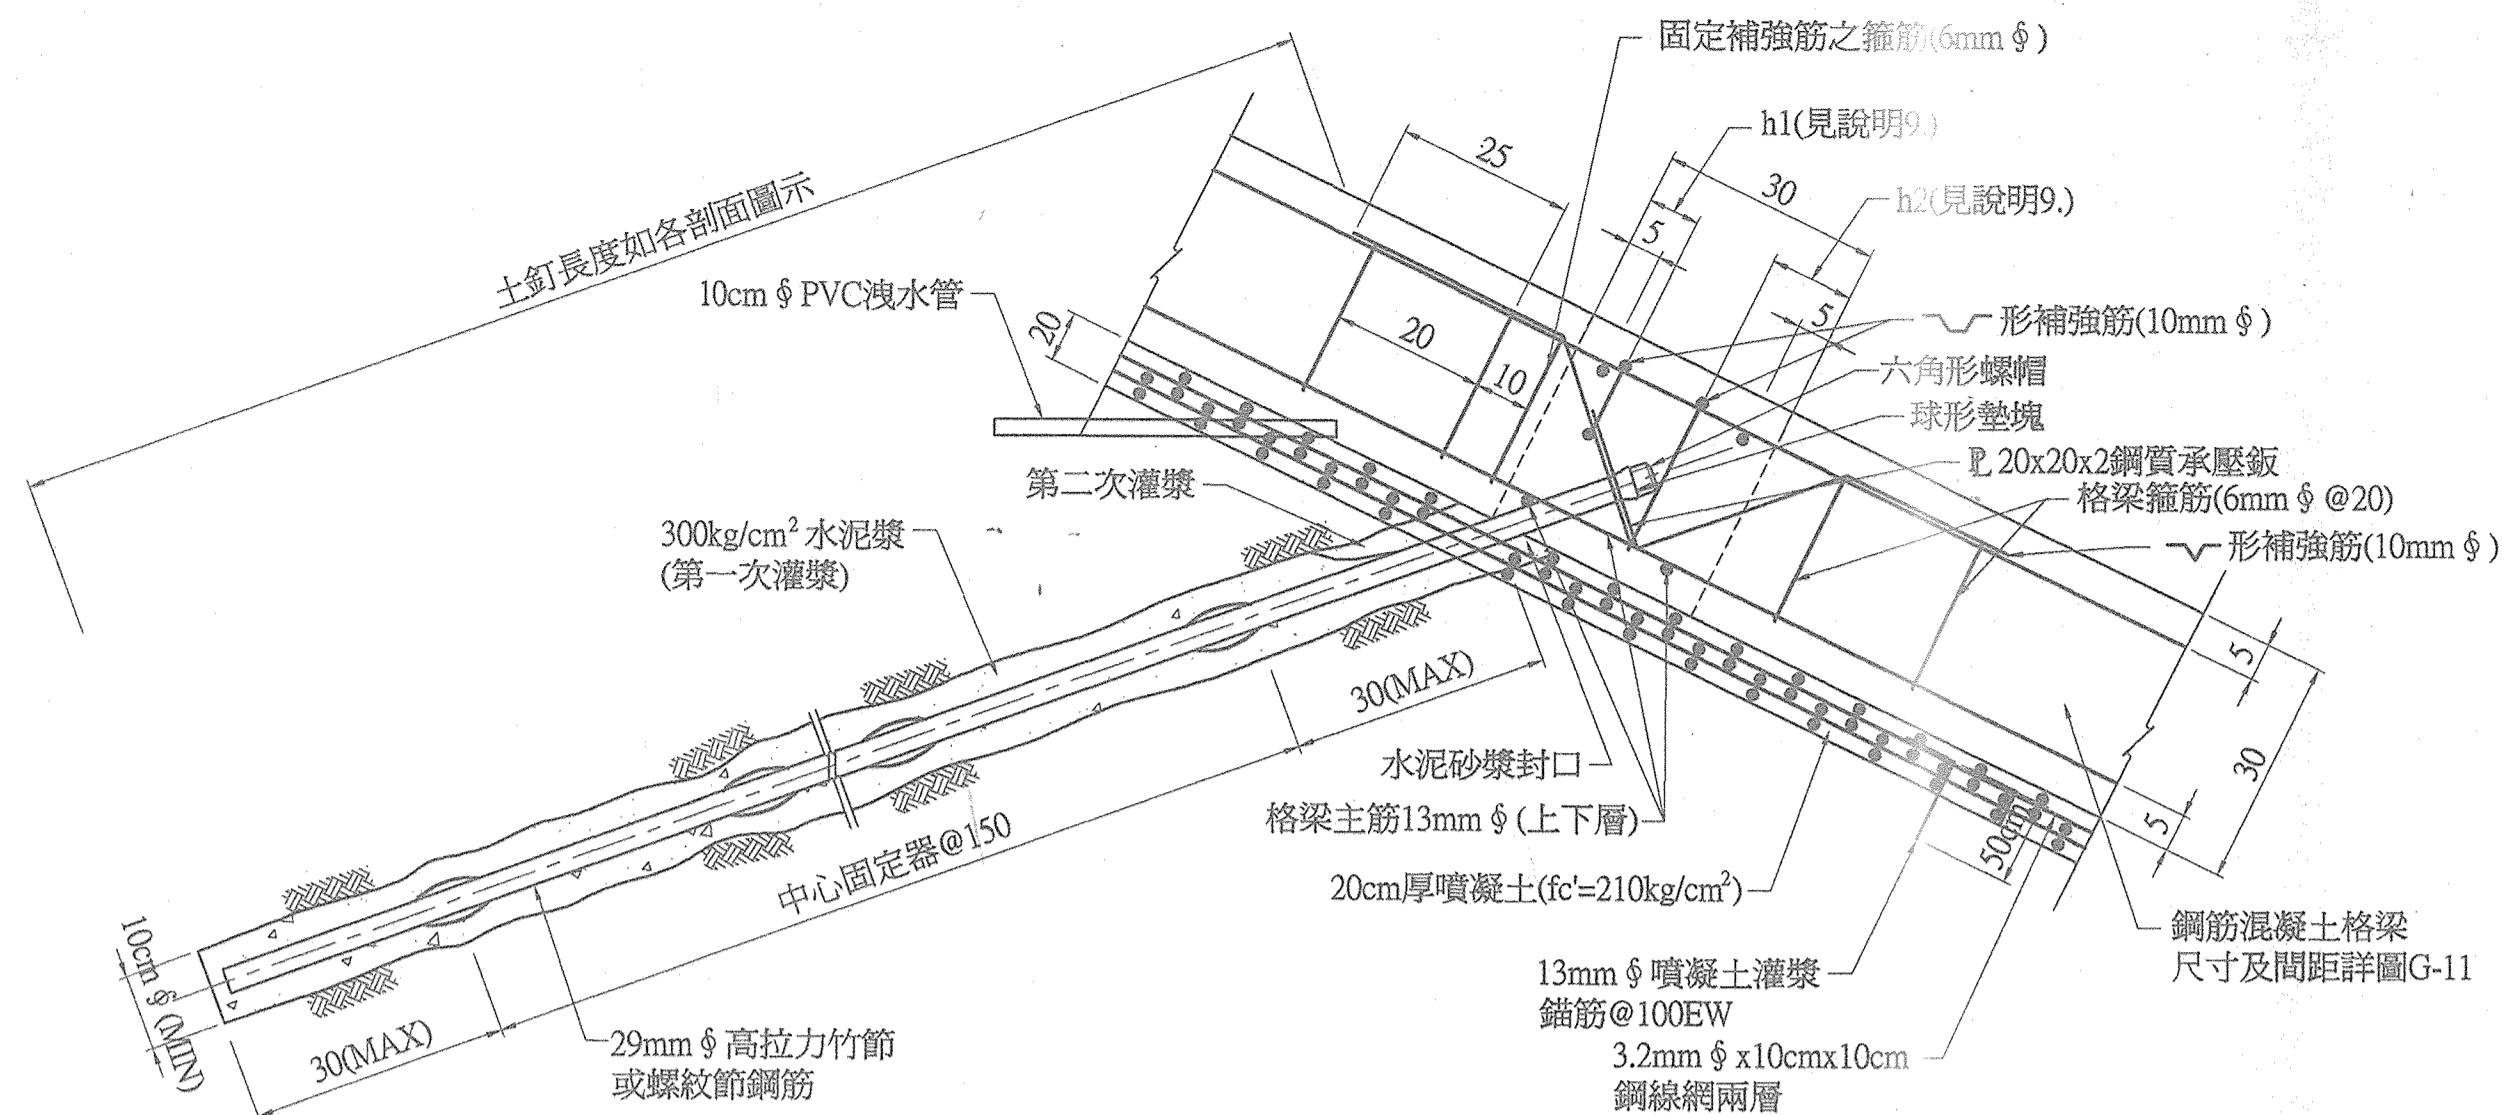 固定補強筋之箍筋(6mm∮)
h1(見說明9.)
25
30
h2(見說明9.)
5
土釘長度如各剖面圖示
10cm∮PVC洩水管
20
5
形補強筋(10mm∮)
20
10
六角形螺帽
球形墊塊
℄ 20x20x2鋼質承壓鈑
第二次灌漿
格梁箍筋(6mm∮@20)
300kg/cm² 水泥漿
(第一次灌漿)
形補強筋(10mm∮)
5
30(MAX)
30
水泥砂漿封口
格梁主筋13mm∮(上下層)
5
中心固定器@150
50cm
20cm厚噴凝土(fc'=210kg/cm²)
10cm∮(MIN)
鋼筋混凝土格梁
尺寸及間距詳圖G-11
13mm∮噴凝土灌漿
錨筋@100EW
30(MAX)
29mm∮高拉力竹節
或螺紋節鋼筋
3.2mm∮x10cmx10cm
鋼線網兩層